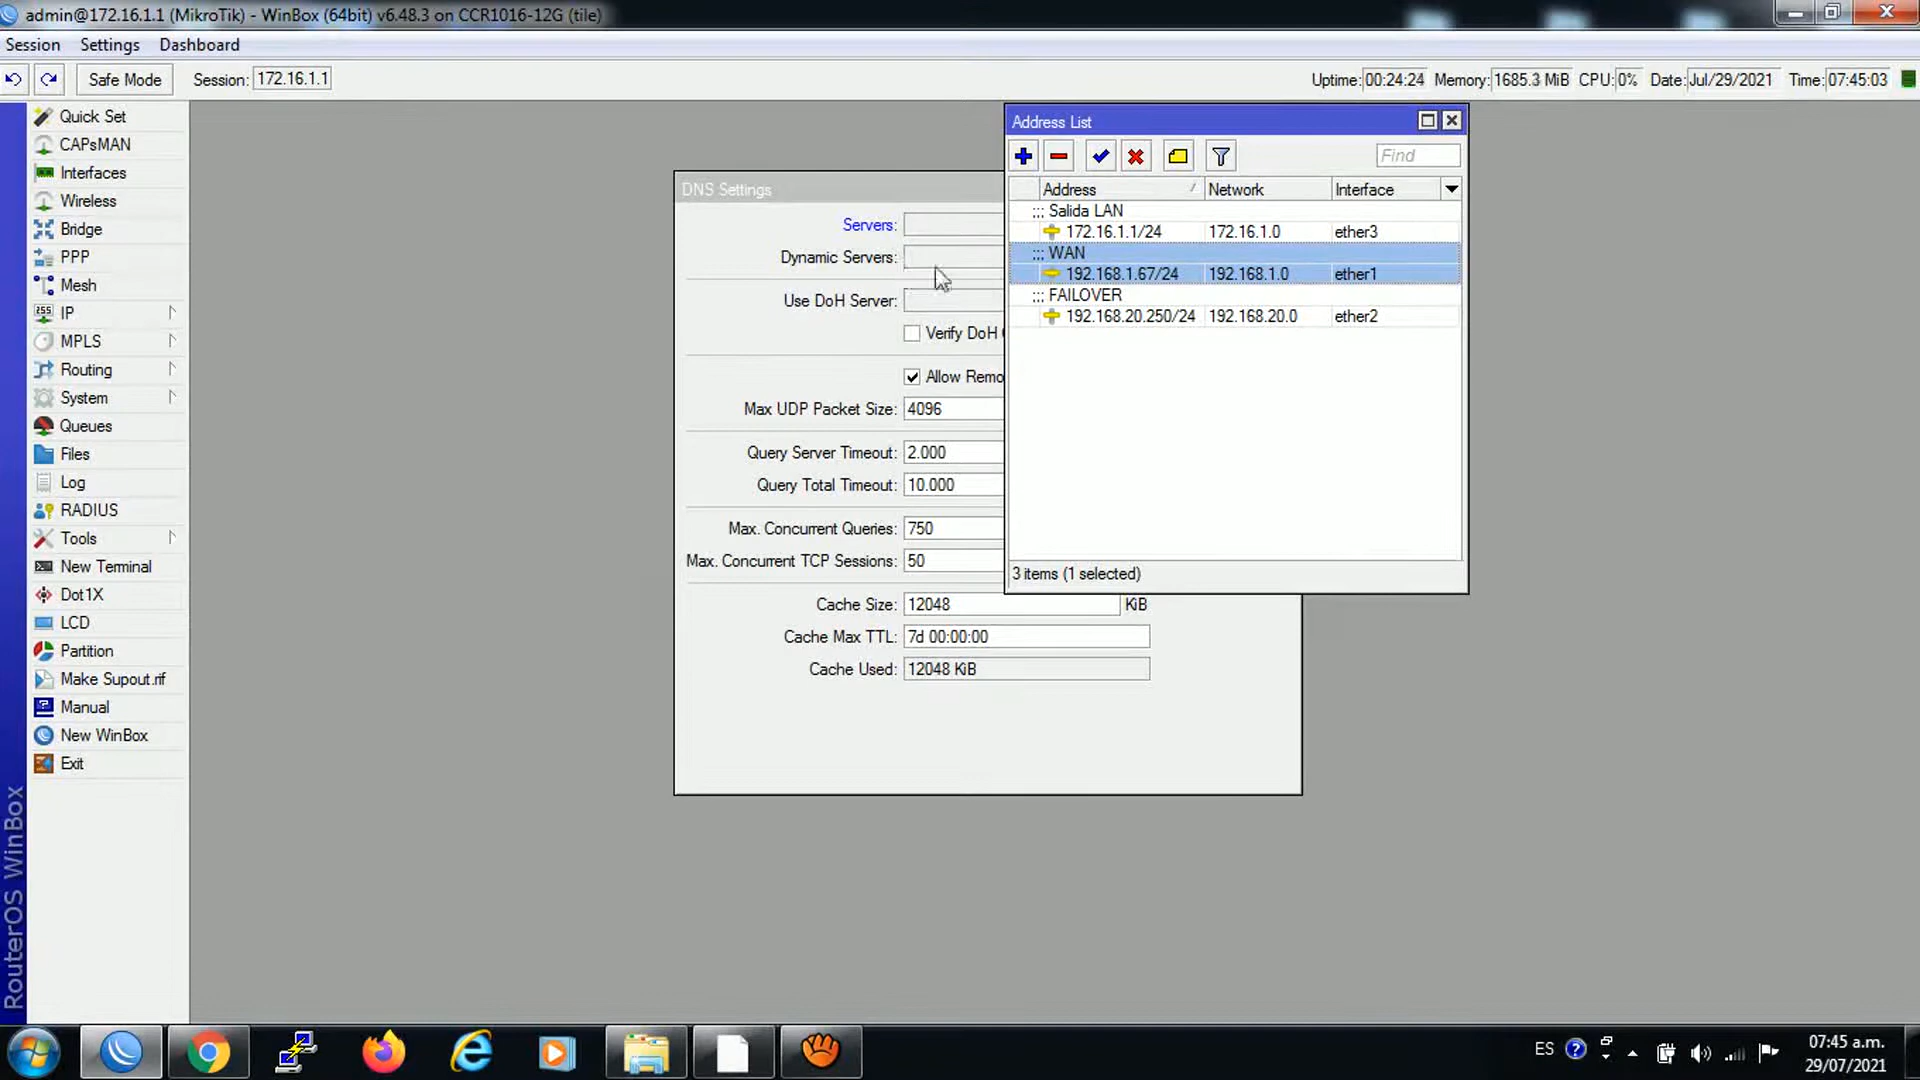 admin@172.16.1.1 (MikroTik) - WinBox (64bit) v6.48.3 on CCR1016-12G (tile)
Session Settings Dashboard
Safe Mode Session: 172.16.1.1 Uptime: 00:24:24 Memory: 1685.3 MiB CPU: 0% Date: Jul/29/2021 Time: 07:45:03
Quick Set
CAPsMAN
Interfaces
Wireless
Bridge
PPP
Mesh
255 IP
MPLS
Routing
System
Queues
Files
Log
RADIUS
Tools
New Terminal
Dot1X
LCD
Partition
Make Supout.rif
Manual
New WinBox
Exit
RouterOS WinBox
DNS Settings
Servers:
Dynamic Servers:
Use DoH Server:
Verify DoH
Allow Remo
Max UDP Packet Size: 4096
Query Server Timeout: 2.000
Query Total Timeout: 10.000
Max. Concurrent Queries: 750
Max. Concurrent TCP Sessions: 50
Cache Size: 12048 KiB
Cache Max TTL: 7d 00:00:00
Cache Used: 12048 KiB
Address List
Find
Address Network Interface
::: Salida LAN
172.16.1.1/24 172.16.1.0 ether3
::: WAN
192.168.1.67/24 192.168.1.0 ether1
::: FAILOVER
192.168.20.250/24 192.168.20.0 ether2
3 items (1 selected)
ES
07:45 a.m.
29/07/2021